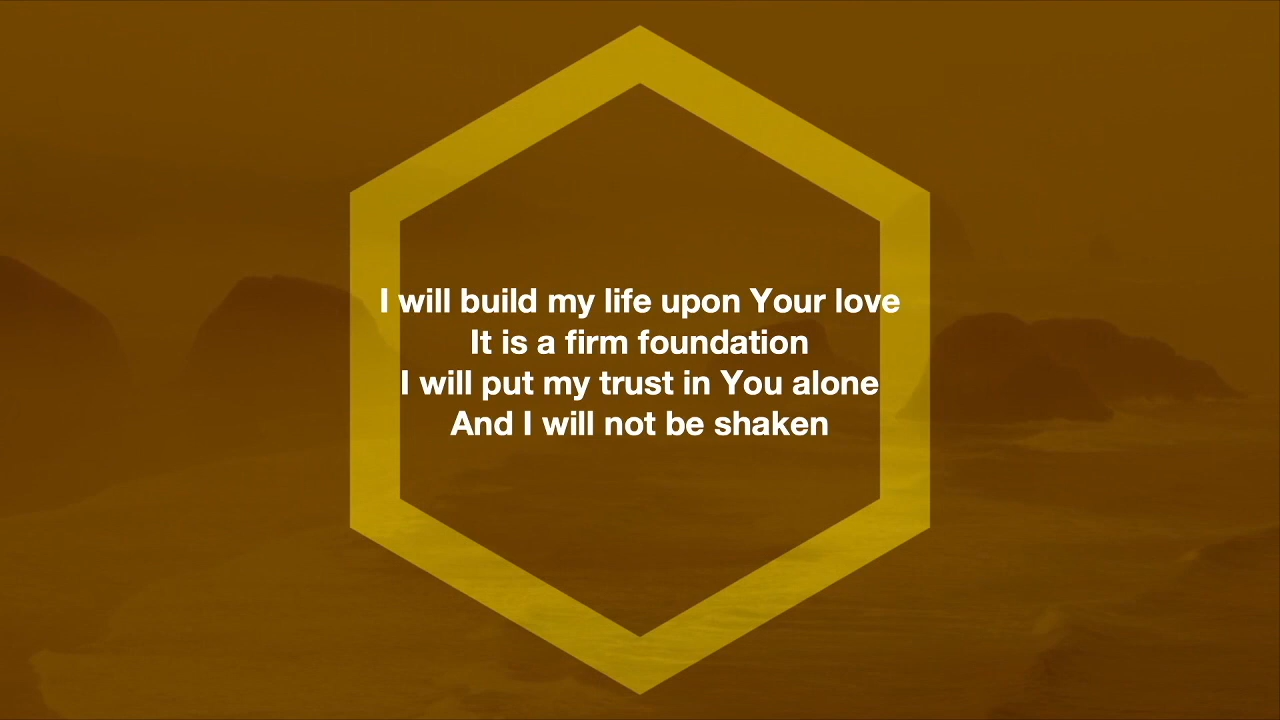 I will build my life upon Your love
It is a firm foundation
I will put my trust in You alone
And I will not be shaken